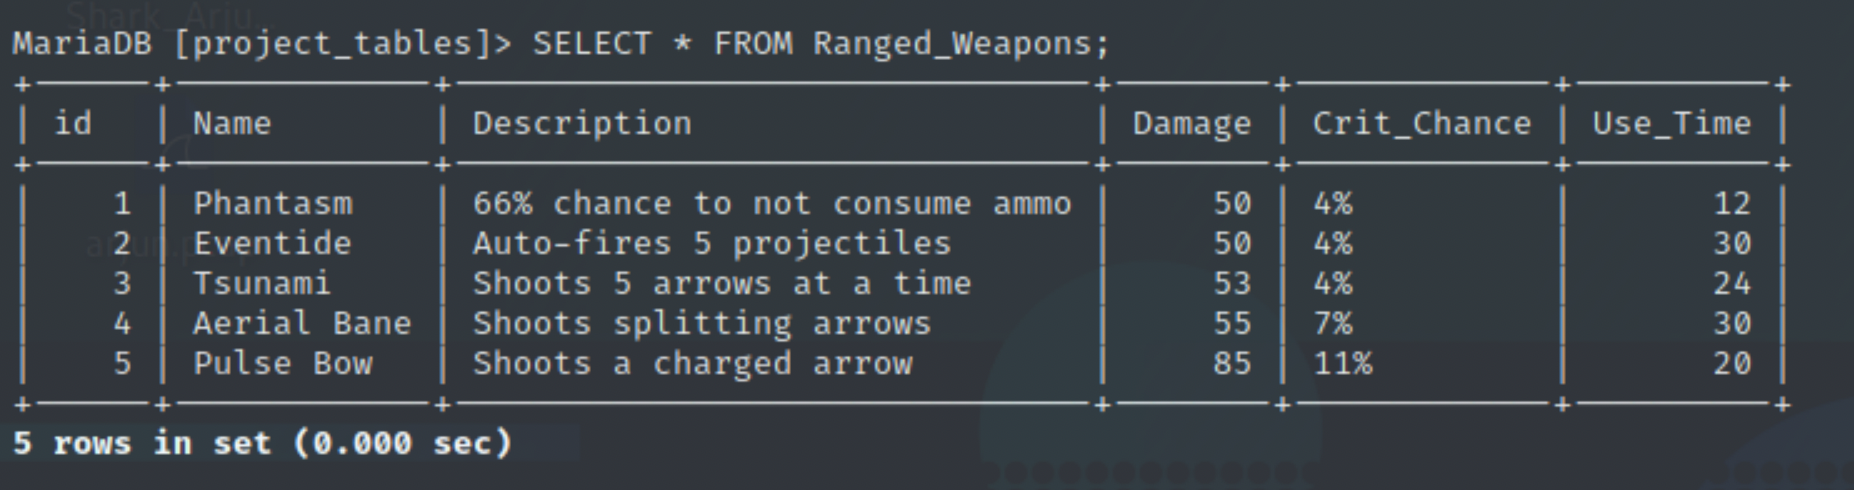 Shark_Arju...
MariaDB [project_tables]> SELECT * FROM Ranged_Weapons;
| id | Name | Description | Damage | Crit_Chance | Use_Time |
| 1 | Phantasm | 66% chance to not consume ammo | 50 | 4% | 12 |
| 2 | Eventide | Auto-fires 5 projectiles | 50 | 4% | 30 |
| 3 | Tsunami | Shoots 5 arrows at a time | 53 | 4% | 24 |
| 4 | Aerial Bane | Shoots splitting arrows | 55 | 7% | 30 |
| 5 | Pulse Bow | Shoots a charged arrow | 85 | 11% | 20 |
5 rows in set (0.000 sec)